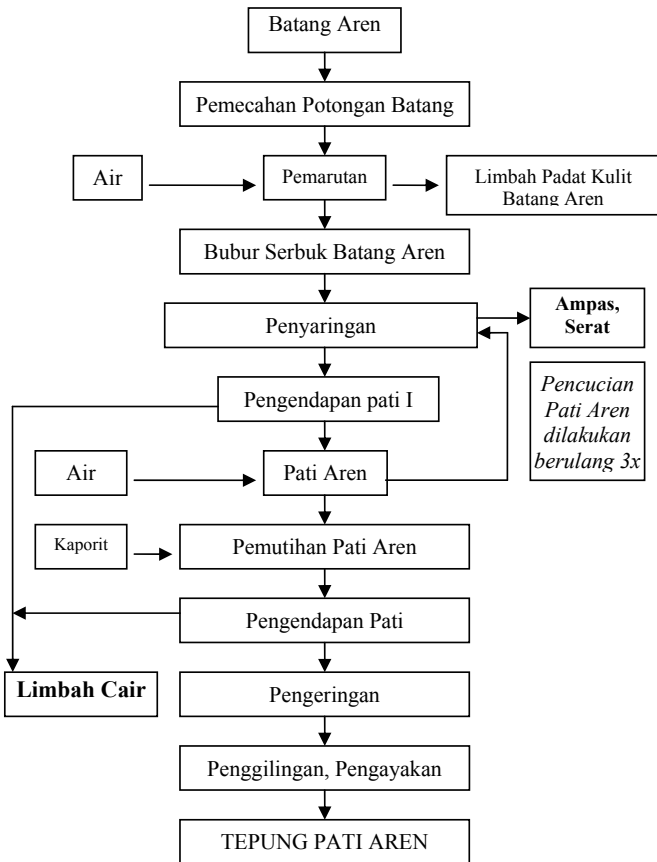 Batang Aren
Pemecahan Potongan Batang
Air
Pemarutan
Limbah Padat Kulit
Batang Aren
Bubur Serbuk Batang Aren
Penyaringan
Ampas,
Serat
Pengendapan pati I
Pencucian
Pati Aren
dilakukan
berulang 3x
Air
Pati Aren
Kaporit
Pemutihan Pati Aren
Pengendapan Pati
Limbah Cair
Pengeringan
Penggilingan, Pengayakan
TEPUNG PATI AREN